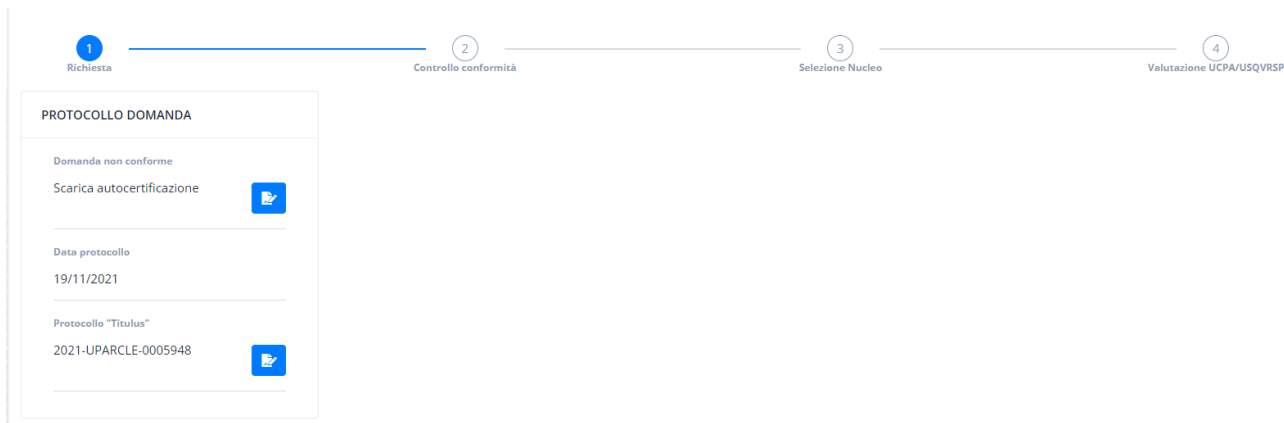 1 2 3 4
Richiesta Controllo conformità Selezione Nucleo Valutazione UCPA/USQVRSP
PROTOCOLLO DOMANDA
Domanda non conforme
Scarica autocertificazione
Data protocollo
19/11/2021
Protocollo "Titulus"
2021-UPARCLE-0005948